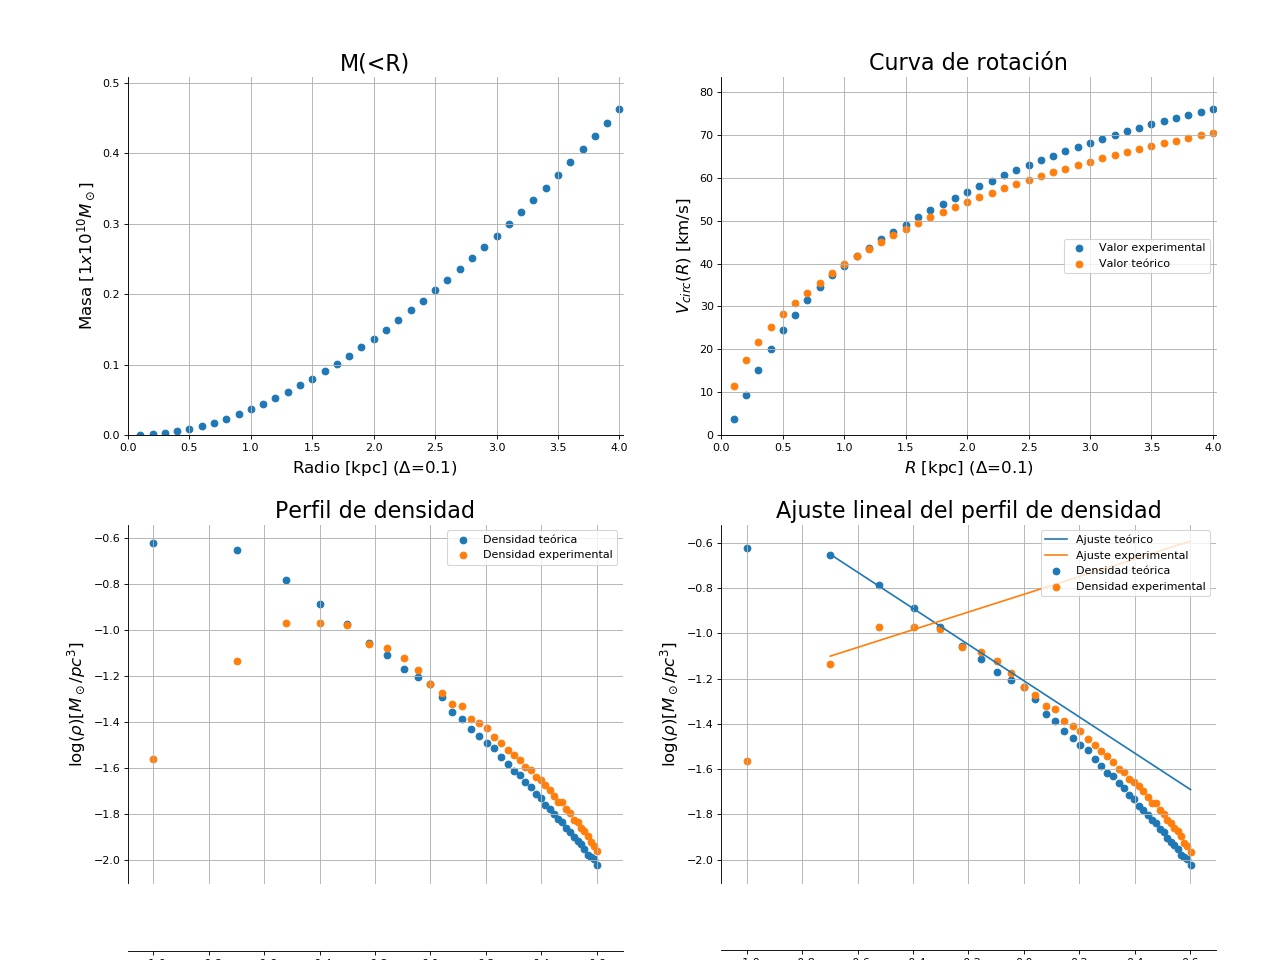 M(<R)
0.5
0.4
0.3
0.2
0.1
0.0
Masa [1x10^10 M_⊙]
0.0 0.5 1.0 1.5 2.0 2.5 3.0 3.5 4.0
Radio [kpc] (Δ=0.1)
Curva de rotación
80
70
60
50
40
30
20
10
0
V_circ(R) [km/s]
Valor experimental
Valor teórico
0.0 0.5 1.0 1.5 2.0 2.5 3.0 3.5 4.0
R [kpc] (Δ=0.1)
Perfil de densidad
−0.6
−0.8
−1.0
−1.2
−1.4
−1.6
−1.8
−2.0
log(ρ)[M_⊙/pc^3]
Densidad teórica
Densidad experimental
Ajuste lineal del perfil de densidad
−0.6
−0.8
−1.0
−1.2
−1.4
−1.6
−1.8
−2.0
log(ρ)[M_⊙/pc^3]
Ajuste teórico
Ajuste experimental
Densidad teórica
Densidad experimental